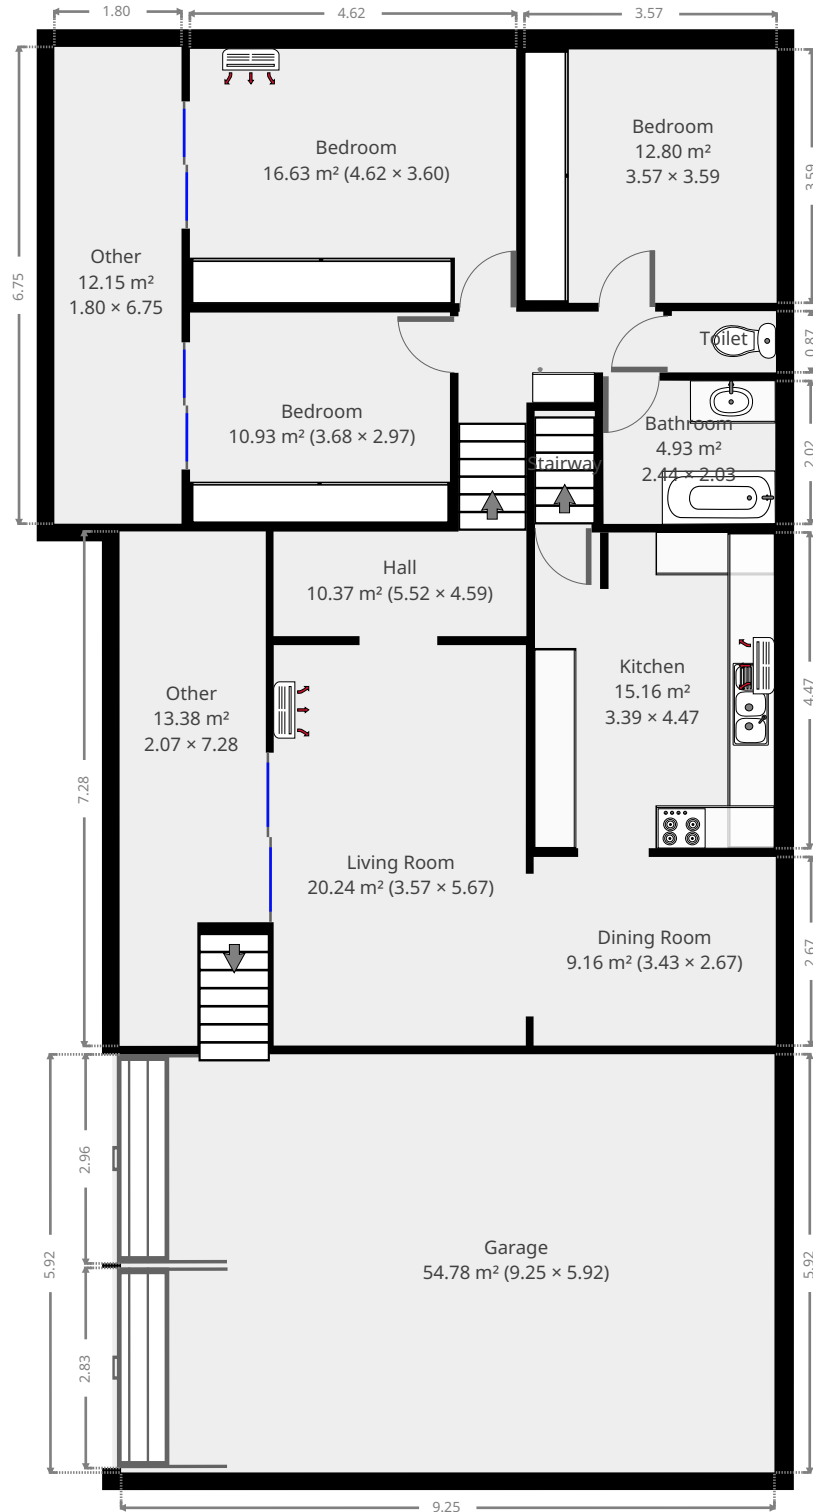 1.80
4.62
3.57
Bedroom
16.63 m² (4.62 × 3.60)
Bedroom
12.80 m²
3.57 × 3.59
3.59
Other
12.15 m²
1.80 × 6.75
6.75
Toilet
0.87
Bedroom
10.93 m² (3.68 × 2.97)
Stairway
Bathroom
4.93 m²
2.44 × 2.03
2.02
Hall
10.37 m² (5.52 × 4.59)
Other
13.38 m²
2.07 × 7.28
7.28
Kitchen
15.16 m²
3.39 × 4.47
4.47
Living Room
20.24 m² (3.57 × 5.67)
Dining Room
9.16 m² (3.43 × 2.67)
2.67
2.96
5.92
2.83
Garage
54.78 m² (9.25 × 5.92)
5.92
9.25